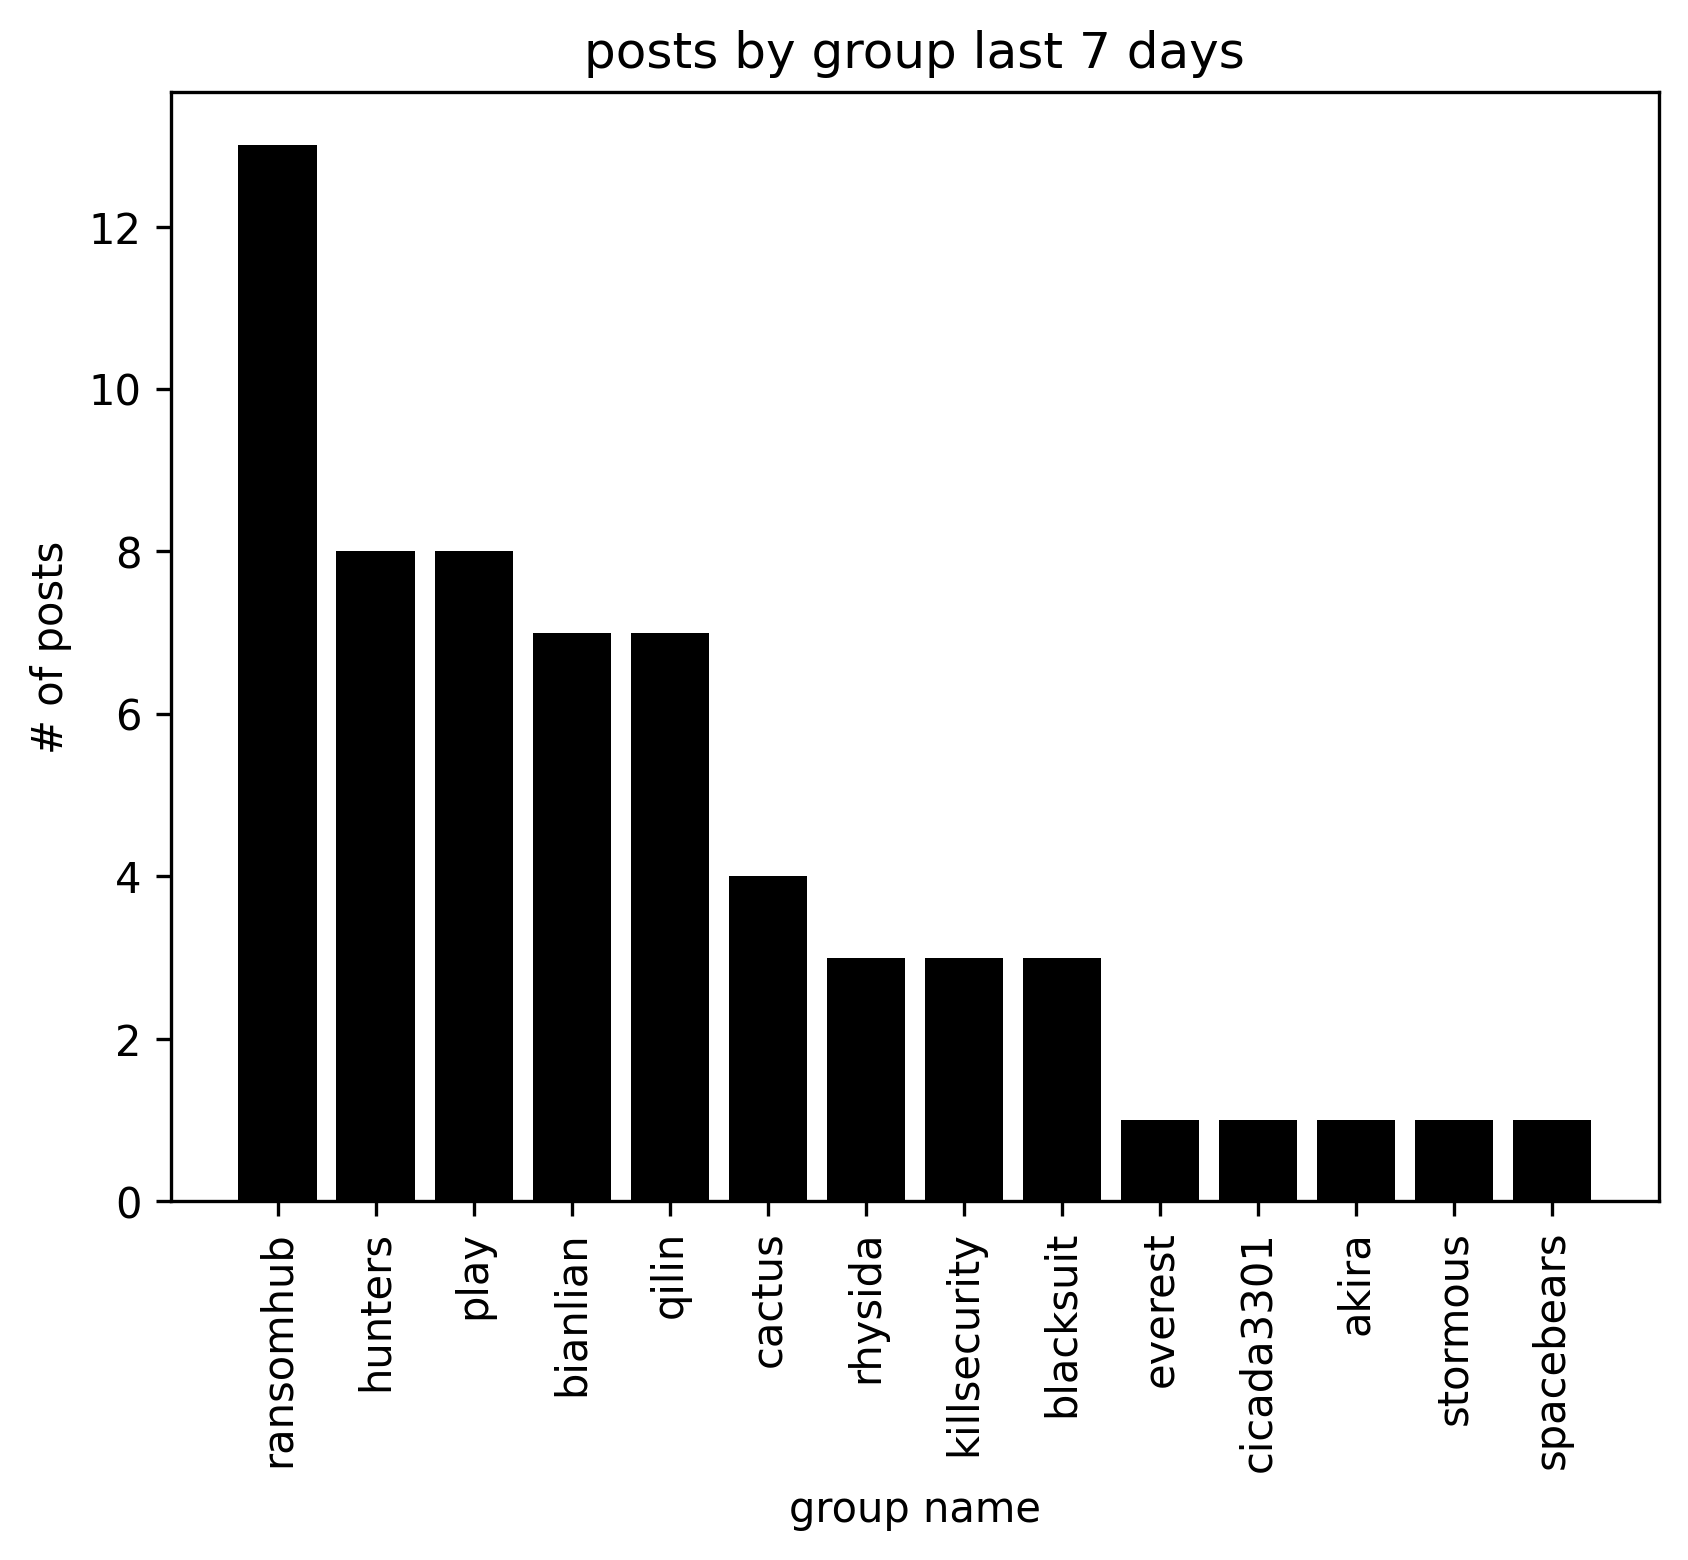 posts by group last 7 days
# of posts
12
10
8
6
4
2
0
ransomhub
hunters
play
bianlian
qilin
cactus
rhysida
killsecurity
blacksuit
everest
cicada3301
akira
stormous
spacebears
group name